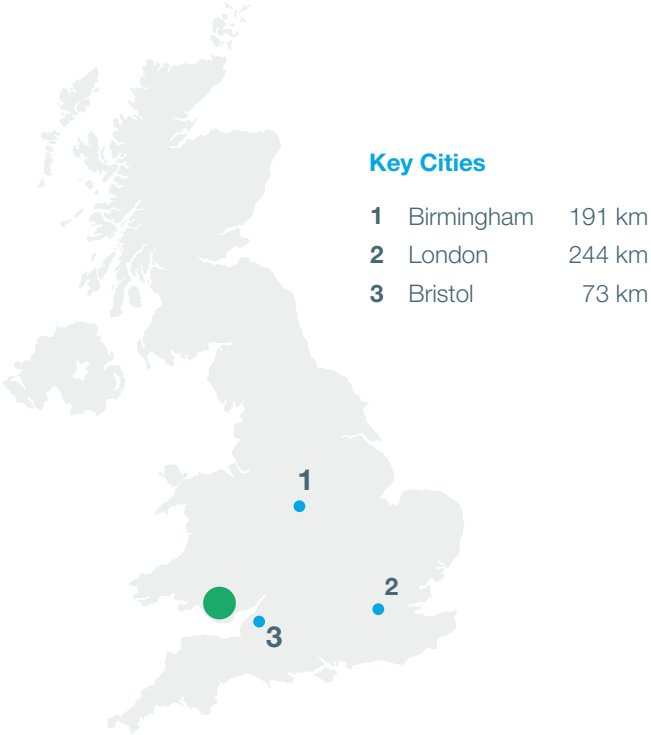 Key Cities
1 Birmingham 191 km
2 London 244 km
3 Bristol 73 km
1
2
3